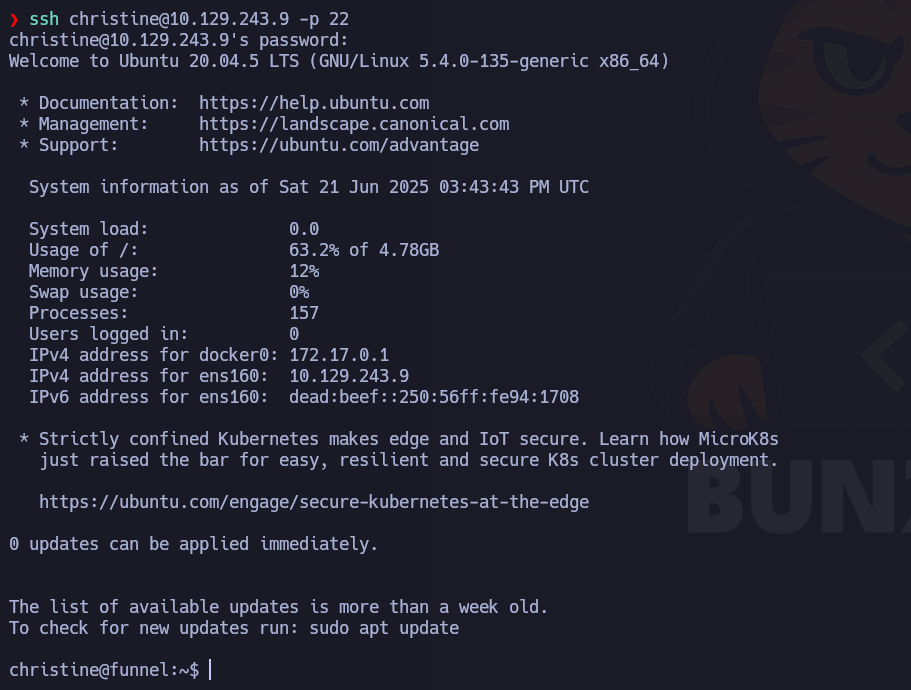 ❯ ssh christine@10.129.243.9 -p 22
christine@10.129.243.9's password:
Welcome to Ubuntu 20.04.5 LTS (GNU/Linux 5.4.0-135-generic x86_64)
* Documentation:  https://help.ubuntu.com
* Management:     https://landscape.canonical.com
* Support:        https://ubuntu.com/advantage
System information as of Sat 21 Jun 2025 03:43:43 PM UTC
System load:              0.0
Usage of /:               63.2% of 4.78GB
Memory usage:             12%
Swap usage:               0%
Processes:                157
Users logged in:          0
IPv4 address for docker0: 172.17.0.1
IPv4 address for ens160:  10.129.243.9
IPv6 address for ens160:  dead:beef::250:56ff:fe94:1708
* Strictly confined Kubernetes makes edge and IoT secure. Learn how MicroK8s
just raised the bar for easy, resilient and secure K8s cluster deployment.
https://ubuntu.com/engage/secure-kubernetes-at-the-edge
0 updates can be applied immediately.
The list of available updates is more than a week old.
To check for new updates run: sudo apt update
christine@funnel:~$